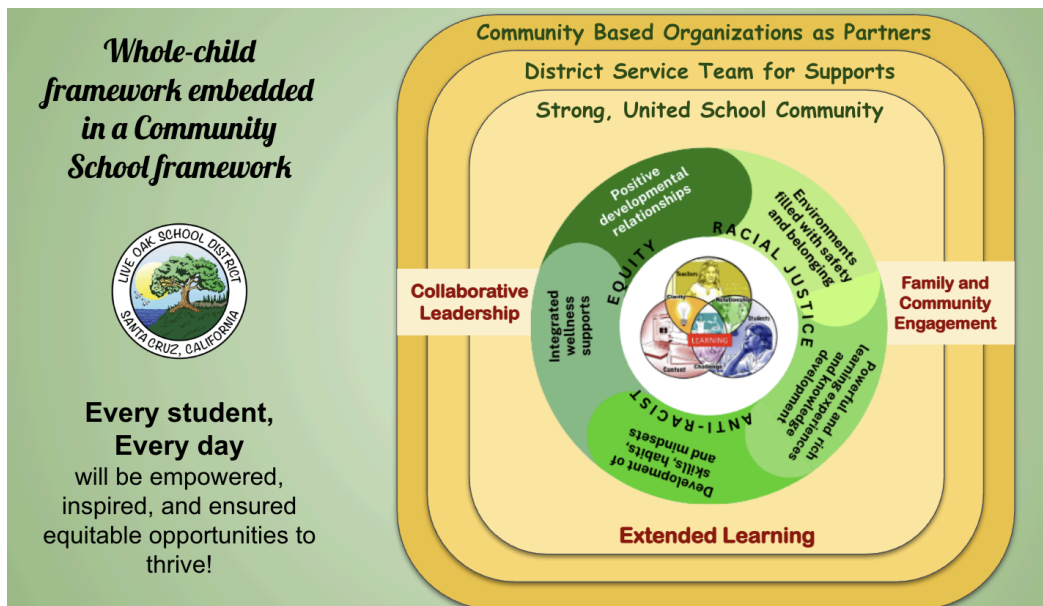 Whole-child
framework embedded
in a Community
School framework
LIVE OAK SCHOOL DISTRICT
SANTA CRUZ, CALIFORNIA
Every student,
Every day
will be empowered,
inspired, and ensured
equitable opportunities to
thrive!
Community Based Organizations as Partners
District Service Team for Supports
Strong, United School Community
Collaborative
Leadership
Family and
Community
Engagement
Extended Learning
Positive
developmental
relationships
Environments
filled with safety
and belonging
Powerful and rich
learning experiences
and knowledge
development
Development of
skills, habits,
and mindsets
Integrated
wellness
supports
EQUITY
RACIAL JUSTICE
ANTI-RACIST
Teachers
Clarity
Relationship
Students
LEARNING
Context
Challenge